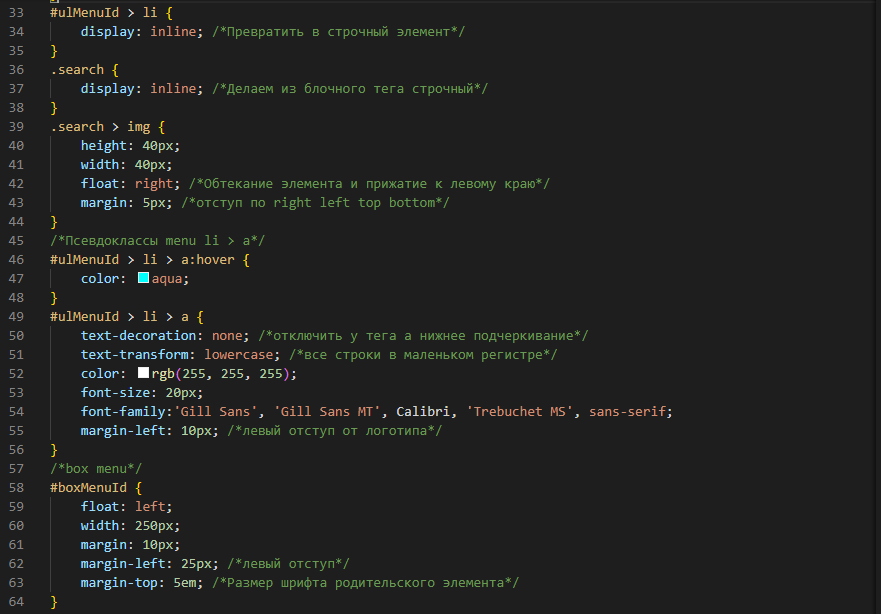 33 #ulMenuId > li {
34 display: inline; /*Превратить в строчный элемент*/
35 }
36 .search {
37 display: inline; /*Делаем из блочного тега строчный*/
38 }
39 .search > img {
40 height: 40px;
41 width: 40px;
42 float: right; /*Обтекание элемента и прижатие к левому краю*/
43 margin: 5px; /*отступ по right left top bottom*/
44 }
45 /*Псевдоклассы menu li > a*/
46 #ulMenuId > li > a:hover {
47 color: aqua;
48 }
49 #ulMenuId > li > a {
50 text-decoration: none; /*отключить у тега а нижнее подчеркивание*/
51 text-transform: lowercase; /*все строки в маленьком регистре*/
52 color: rgb(255, 255, 255);
53 font-size: 20px;
54 font-family:'Gill Sans', 'Gill Sans MT', Calibri, 'Trebuchet MS', sans-serif;
55 margin-left: 10px; /*левый отступ от логотипа*/
56 }
57 /*box menu*/
58 #boxMenuId {
59 float: left;
60 width: 250px;
61 margin: 10px;
62 margin-left: 25px; /*левый отступ*/
63 margin-top: 5em; /*Размер шрифта родительского элемента*/
64 }